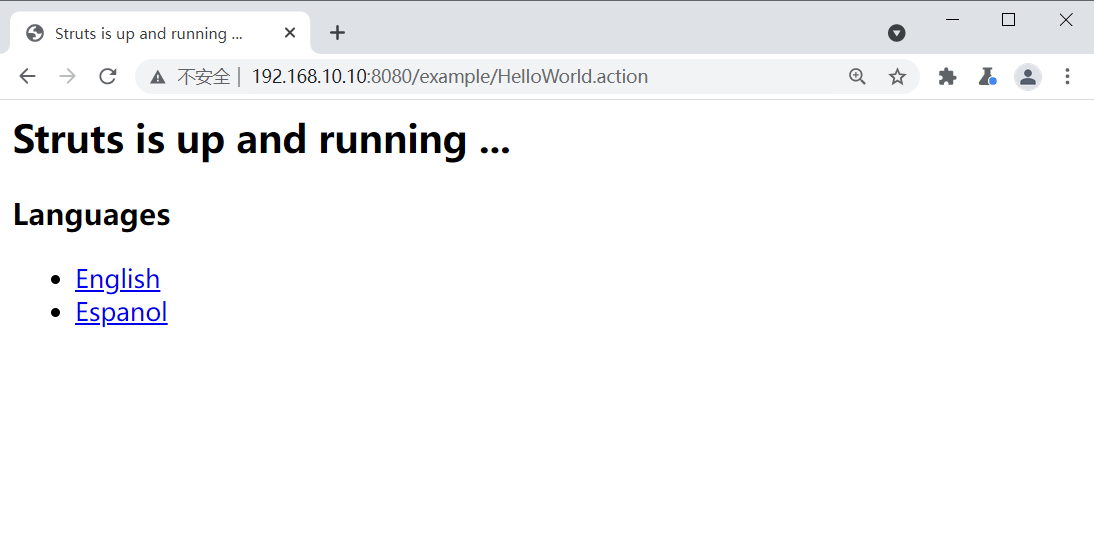 Struts is up and running ...
不安全 | 192.168.10.10:8080/example/HelloWorld.action
Struts is up and running ...
Languages
English
Espanol